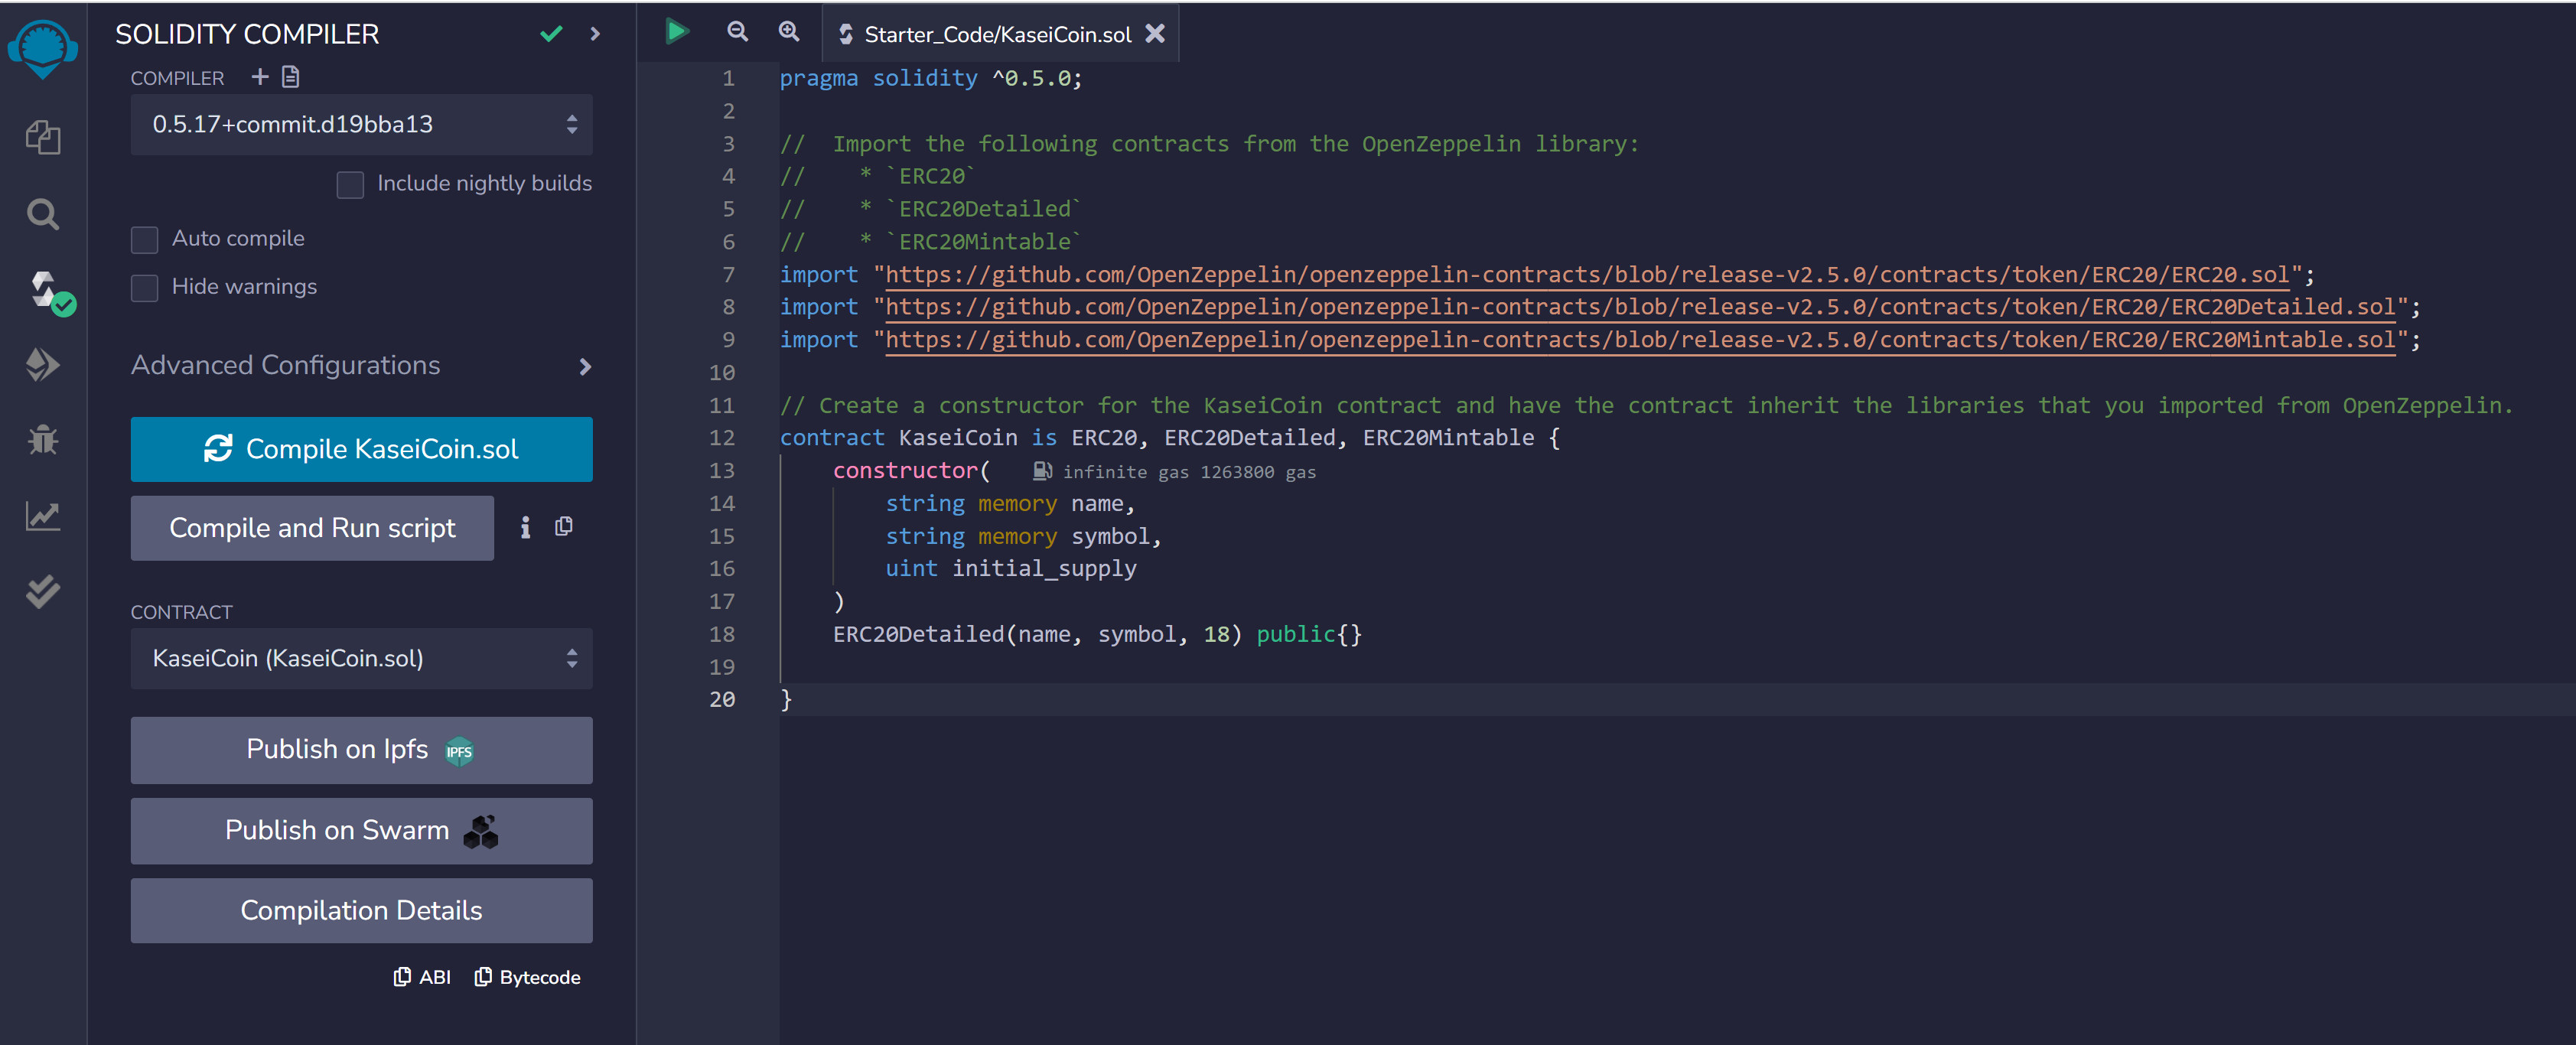 SOLIDITY COMPILER
COMPILER
0.5.17+commit.d19bba13
Include nightly builds
Auto compile
Hide warnings
Advanced Configurations
Compile KaseiCoin.sol
Compile and Run script
CONTRACT
KaseiCoin (KaseiCoin.sol)
Publish on Ipfs IPFS
Publish on Swarm
Compilation Details
ABI Bytecode
Starter_Code/KaseiCoin.sol
1 pragma solidity ^0.5.0;
2
3 //  Import the following contracts from the OpenZeppelin library:
4 //    * `ERC20`
5 //    * `ERC20Detailed`
6 //    * `ERC20Mintable`
7 import "https://github.com/OpenZeppelin/openzeppelin-contracts/blob/release-v2.5.0/contracts/token/ERC20/ERC20.sol";
8 import "https://github.com/OpenZeppelin/openzeppelin-contracts/blob/release-v2.5.0/contracts/token/ERC20/ERC20Detailed.sol";
9 import "https://github.com/OpenZeppelin/openzeppelin-contracts/blob/release-v2.5.0/contracts/token/ERC20/ERC20Mintable.sol";
10
11 // Create a constructor for the KaseiCoin contract and have the contract inherit the libraries that you imported from OpenZeppelin.
12 contract KaseiCoin is ERC20, ERC20Detailed, ERC20Mintable {
13     constructor( infinite gas 1263800 gas
14         string memory name,
15         string memory symbol,
16         uint initial_supply
17     )
18     ERC20Detailed(name, symbol, 18) public{}
19
20 }